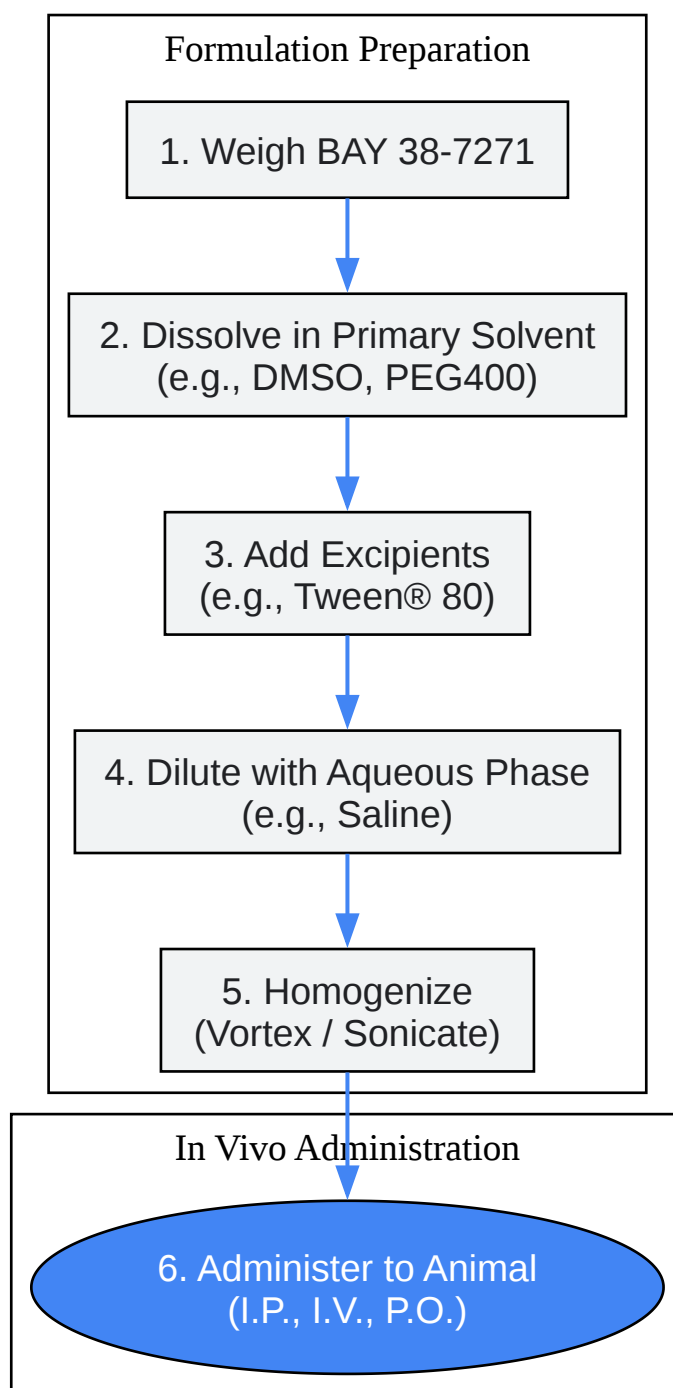 Formulation Preparation
1. Weigh BAY 38-7271
2. Dissolve in Primary Solvent
(e.g., DMSO, PEG400)
3. Add Excipients
(e.g., Tween® 80)
4. Dilute with Aqueous Phase
(e.g., Saline)
5. Homogenize
(Vortex / Sonicate)
In Vivo Administration
6. Administer to Animal
(I.P., I.V., P.O.)